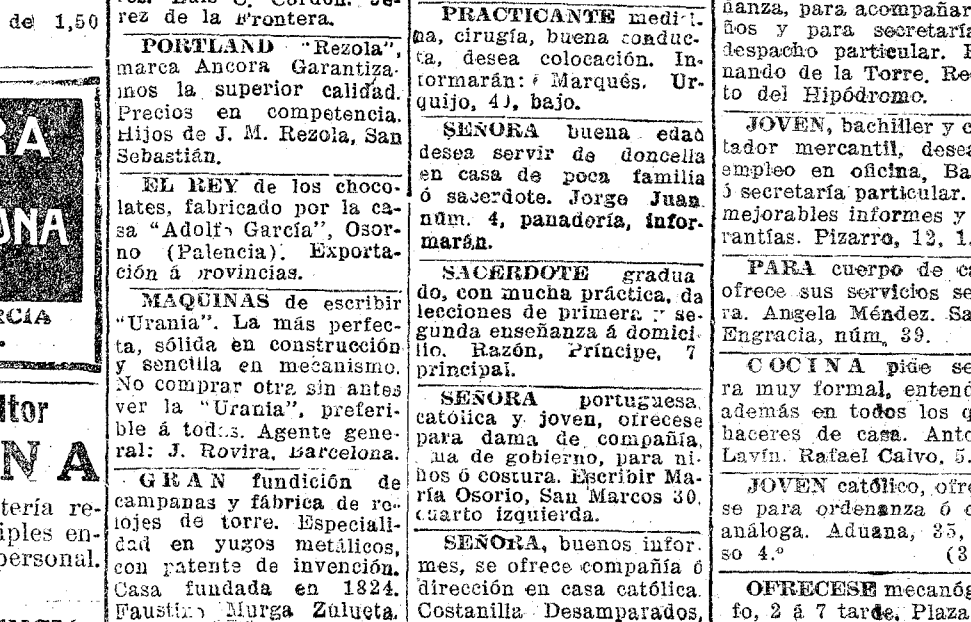 de 1,50
RA
ONA
RCIA
itor
N A
tería re-
iples en-
personal.
rez de la Frontera.
PORTLAND "Rezola",
marca Ancora Garantiza-
mos la superior calidad.
Precios en competencia.
Hijos de J. M. Rezola, San
Sebastián.
EL REY de los choco-
lates, fabricado por la ca-
sa "Adolfo García", Osor-
no (Palencia). Exporta-
ción á provincias.
MAQUINAS de escribir
"Urania". La más perfec-
ta, sólida en construcción
y sencilla en mecanismo.
No comprar otra sin antes
ver la "Urania", preferi-
ble á todas. Agente gene-
ral: J. Rovira, Barcelona.
GRAN fundición de
campanas y fábrica de re-
lojes de torre. Especiali-
dad en yugos metálicos,
con patente de invención.
Casa fundada en 1824.
Faustino Murga Zulueta.
PRACTICANTE medici-
na, cirugía, buena conduc-
ta, desea colocación. In-
formarán: Marqués. Ur-
quijo, bajo.
SEÑORA buena edad
desea servir de doncella
en casa de poca familia
ó sacerdote. Jorge Juan
núm. 4, panadería, infor-
marán.
SACERDOTE gradua
do, con mucha práctica, da
lecciones de primera y se-
gunda enseñanza á domici-
lio. Razón, Príncipe, 7
principal.
SEÑORA portuguesa,
católica y joven, ofrecese
para dama de compañía,
de gobierno, para ni-
ños ó costura. Escribir Ma-
ría Osorio, San Marcos 30,
cuarto izquierda.
SEÑORA, buenos infor-
mes, se ofrece compañía ó
dirección en casa católica.
Costanilla Desamparados,
ñanza, para acompañar
ños y para secretaría
despacho particular.
nando de la Torre. Re
to del Hipódromo.
JOVEN, bachiller y c
tador mercantil, desea
empleo en oficina, Ba
ó secretaría particular.
mejorables informes y
rantías. Pizarro, 12, 1.
PARA cuerpo de ca
ofrece sus servicios se
ra. Angela Méndez. Sa
Engracia, núm. 39.
COCINA pide se
ra muy formal, entend
además en todos los q
haceres de casa. Anto
Lavín. Rafael Calvo, 5.
JOVEN católico, ofre
se para ordenanza ó c
análoga. Aduana, 35,
so 4.º (3
OFRECESE mecanóg
fo, 2 á 7 tarde. Plaza